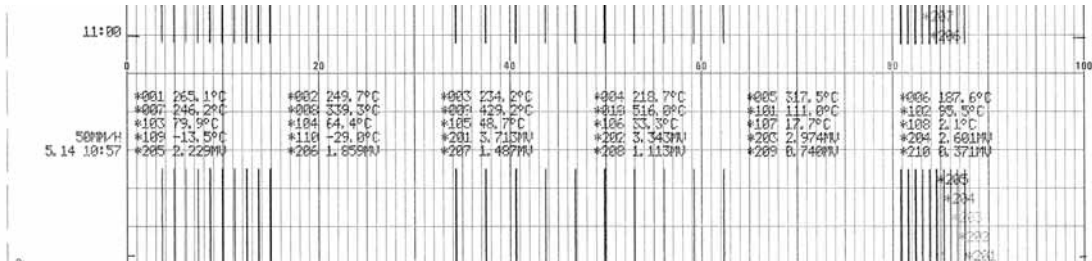 *207
11:00 *206
0 20 40 60 80 100
*001 265.1°C *002 249.7°C *003 234.2°C *004 218.7°C *005 317.5°C *006 187.6°C
*007 246.2°C *008 339.3°C *009 429.2°C *010 516.0°C *101 111.0°C *102 95.5°C
*103 79.9°C *104 64.4°C *105 48.7°C *106 33.3°C *107 17.7°C *108 2.1°C
50MM/H *109 -13.5°C *110 -29.0°C *201 3.713MV *202 3.343MV *203 2.974MV *204 2.601MV
5.14 10:57 *205 2.229MV *206 1.859MV *207 1.487MV *208 1.113MV *209 0.740MV *210 0.371MV
*205
*204
*203
*202
*201